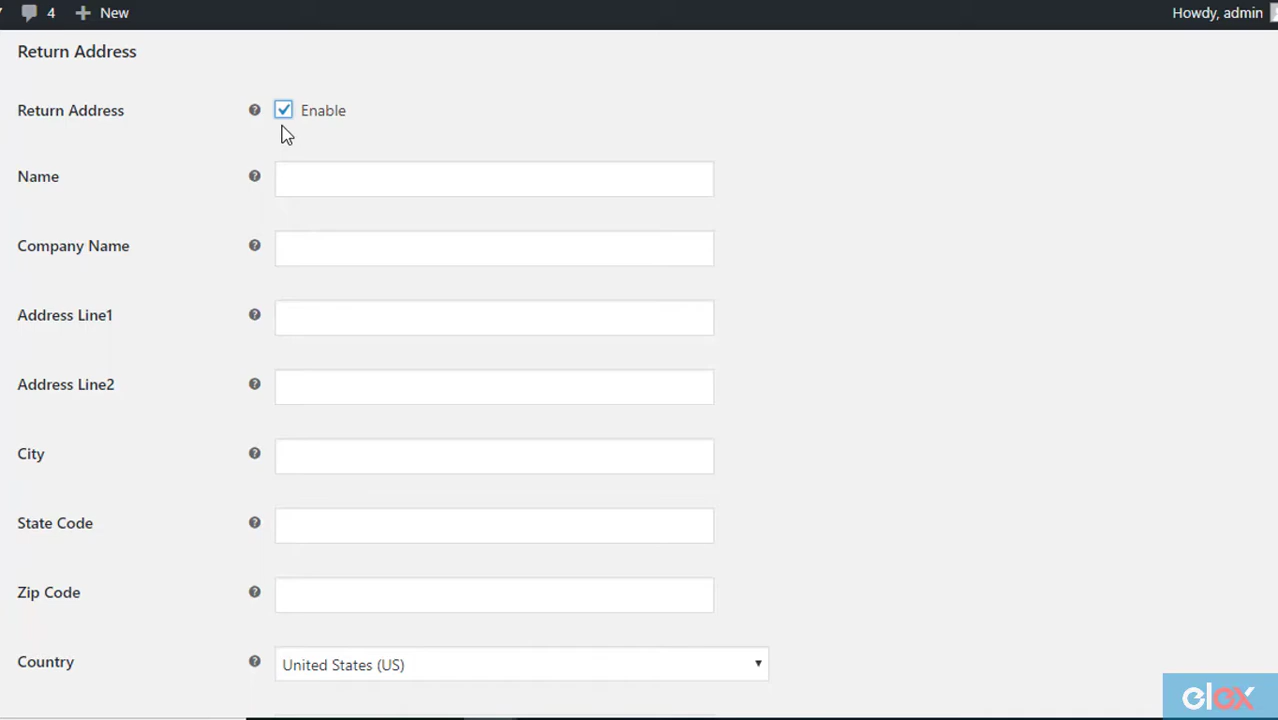 4 New Howdy, admin
Return Address
Return Address ? Enable
Name ?
Company Name ?
Address Line1 ?
Address Line2 ?
City ?
State Code ?
Zip Code ?
Country ? United States (US)
elex